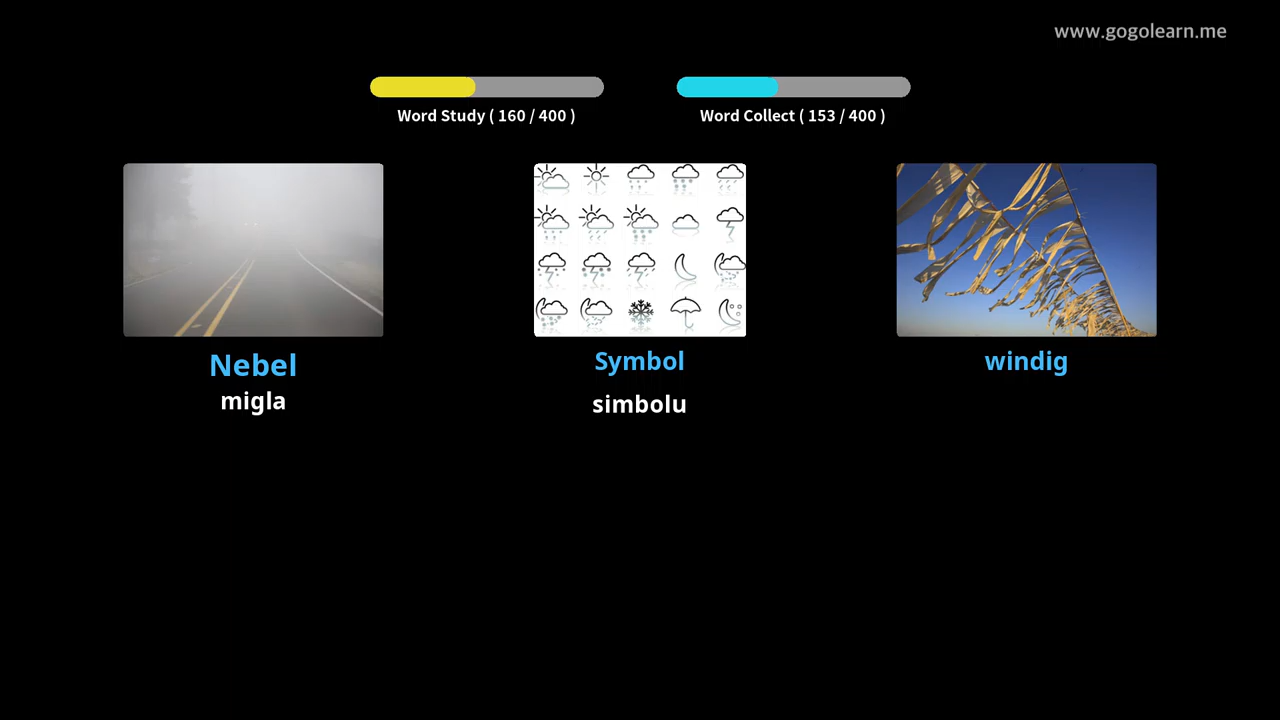 www.gogolearn.me
Word Study ( 160 / 400 )
Word Collect ( 153 / 400 )
Nebel
migla
Symbol
simbolu
windig